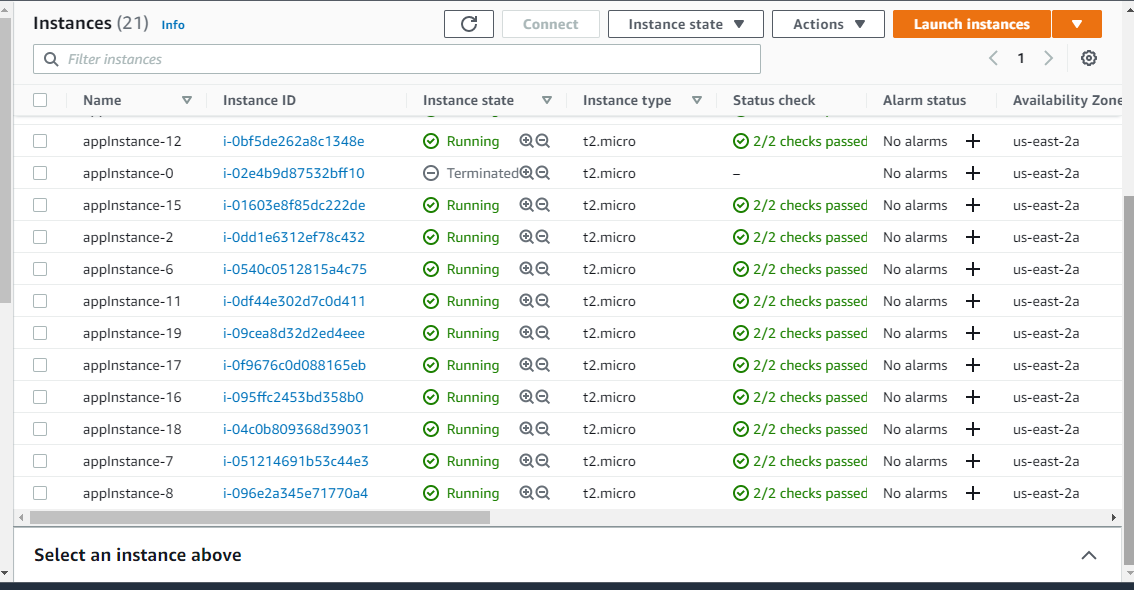 Instances (21) Info
Connect Instance state Actions Launch instances
Filter instances 1
Name Instance ID Instance state Instance type Status check Alarm status Availability Zone
appInstance-12 i-0bf5de262a8c1348e Running t2.micro 2/2 checks passed No alarms us-east-2a
appInstance-0 i-02e4b9d87532bff10 Terminated t2.micro – No alarms us-east-2a
appInstance-15 i-01603e8f85dc222de Running t2.micro 2/2 checks passed No alarms us-east-2a
appInstance-2 i-0dd1e6312ef78c432 Running t2.micro 2/2 checks passed No alarms us-east-2a
appInstance-6 i-0540c0512815a4c75 Running t2.micro 2/2 checks passed No alarms us-east-2a
appInstance-11 i-0df44e302d7c0d411 Running t2.micro 2/2 checks passed No alarms us-east-2a
appInstance-19 i-09cea8d32d2ed4eee Running t2.micro 2/2 checks passed No alarms us-east-2a
appInstance-17 i-0f9676c0d088165eb Running t2.micro 2/2 checks passed No alarms us-east-2a
appInstance-16 i-095ffc2453bd358b0 Running t2.micro 2/2 checks passed No alarms us-east-2a
appInstance-18 i-04c0b809368d39031 Running t2.micro 2/2 checks passed No alarms us-east-2a
appInstance-7 i-051214691b53c44e3 Running t2.micro 2/2 checks passed No alarms us-east-2a
appInstance-8 i-096e2a345e71770a4 Running t2.micro 2/2 checks passed No alarms us-east-2a
Select an instance above